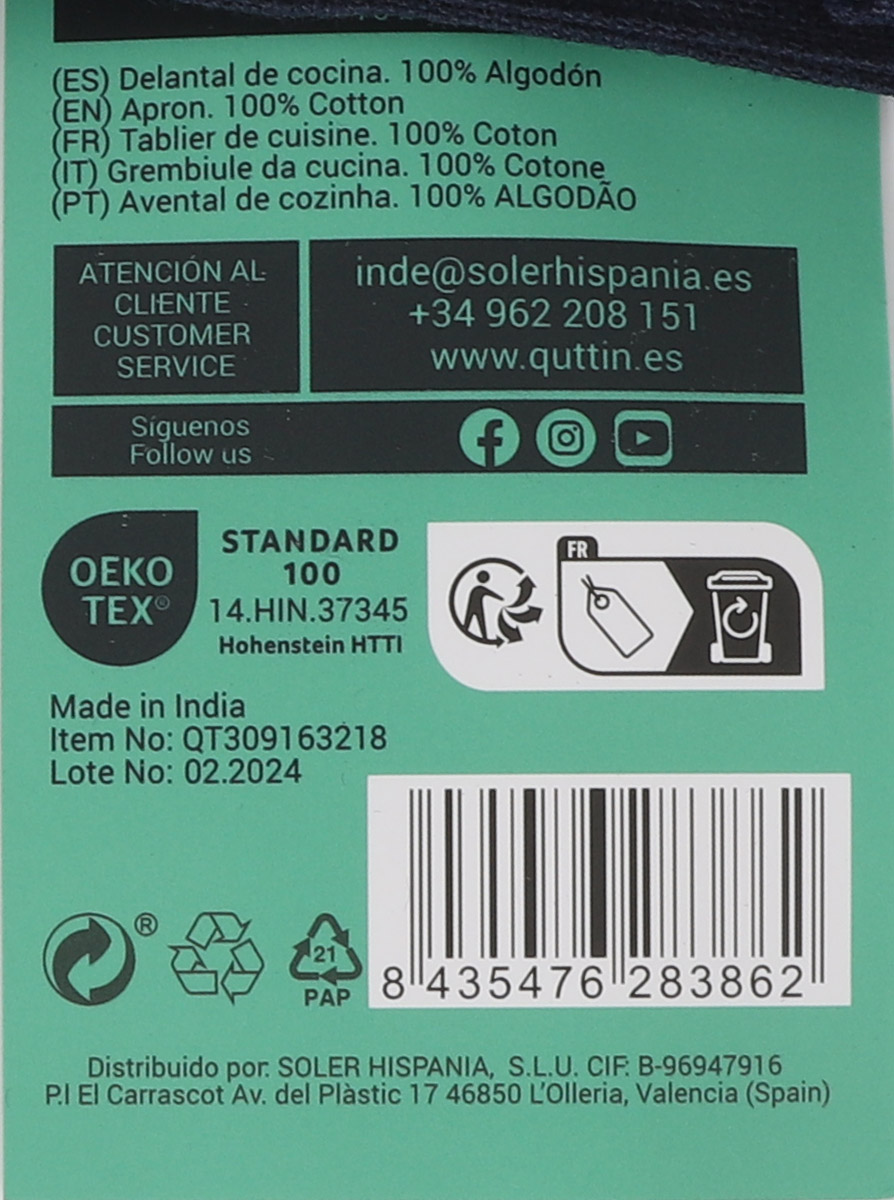 (ES) Delantal de cocina. 100% Algodón
(EN) Apron. 100% Cotton
(FR) Tablier de cuisine. 100% Coton
(IT) Grembiule da cucina. 100% Cotone
(PT) Avental de cozinha. 100% ALGODÃO
ATENCIÓN AL
CLIENTE
CUSTOMER
SERVICE
inde@solerhispania.es
+34 962 208 151
www.quttin.es
Síguenos
Follow us
OEKO
TEX®
STANDARD
100
14.HIN.37345
Hohenstein HTTI
FR
Made in India
Item No: QT309163218
Lote No: 02.2024
®
21
PAP
8 435476 283862
Distribuido por: SOLER HISPANIA, S.L.U. CIF: B-96947916
P.I El Carrascot Av. del Plàstic 17 46850 L'Olleria, Valencia (Spain)